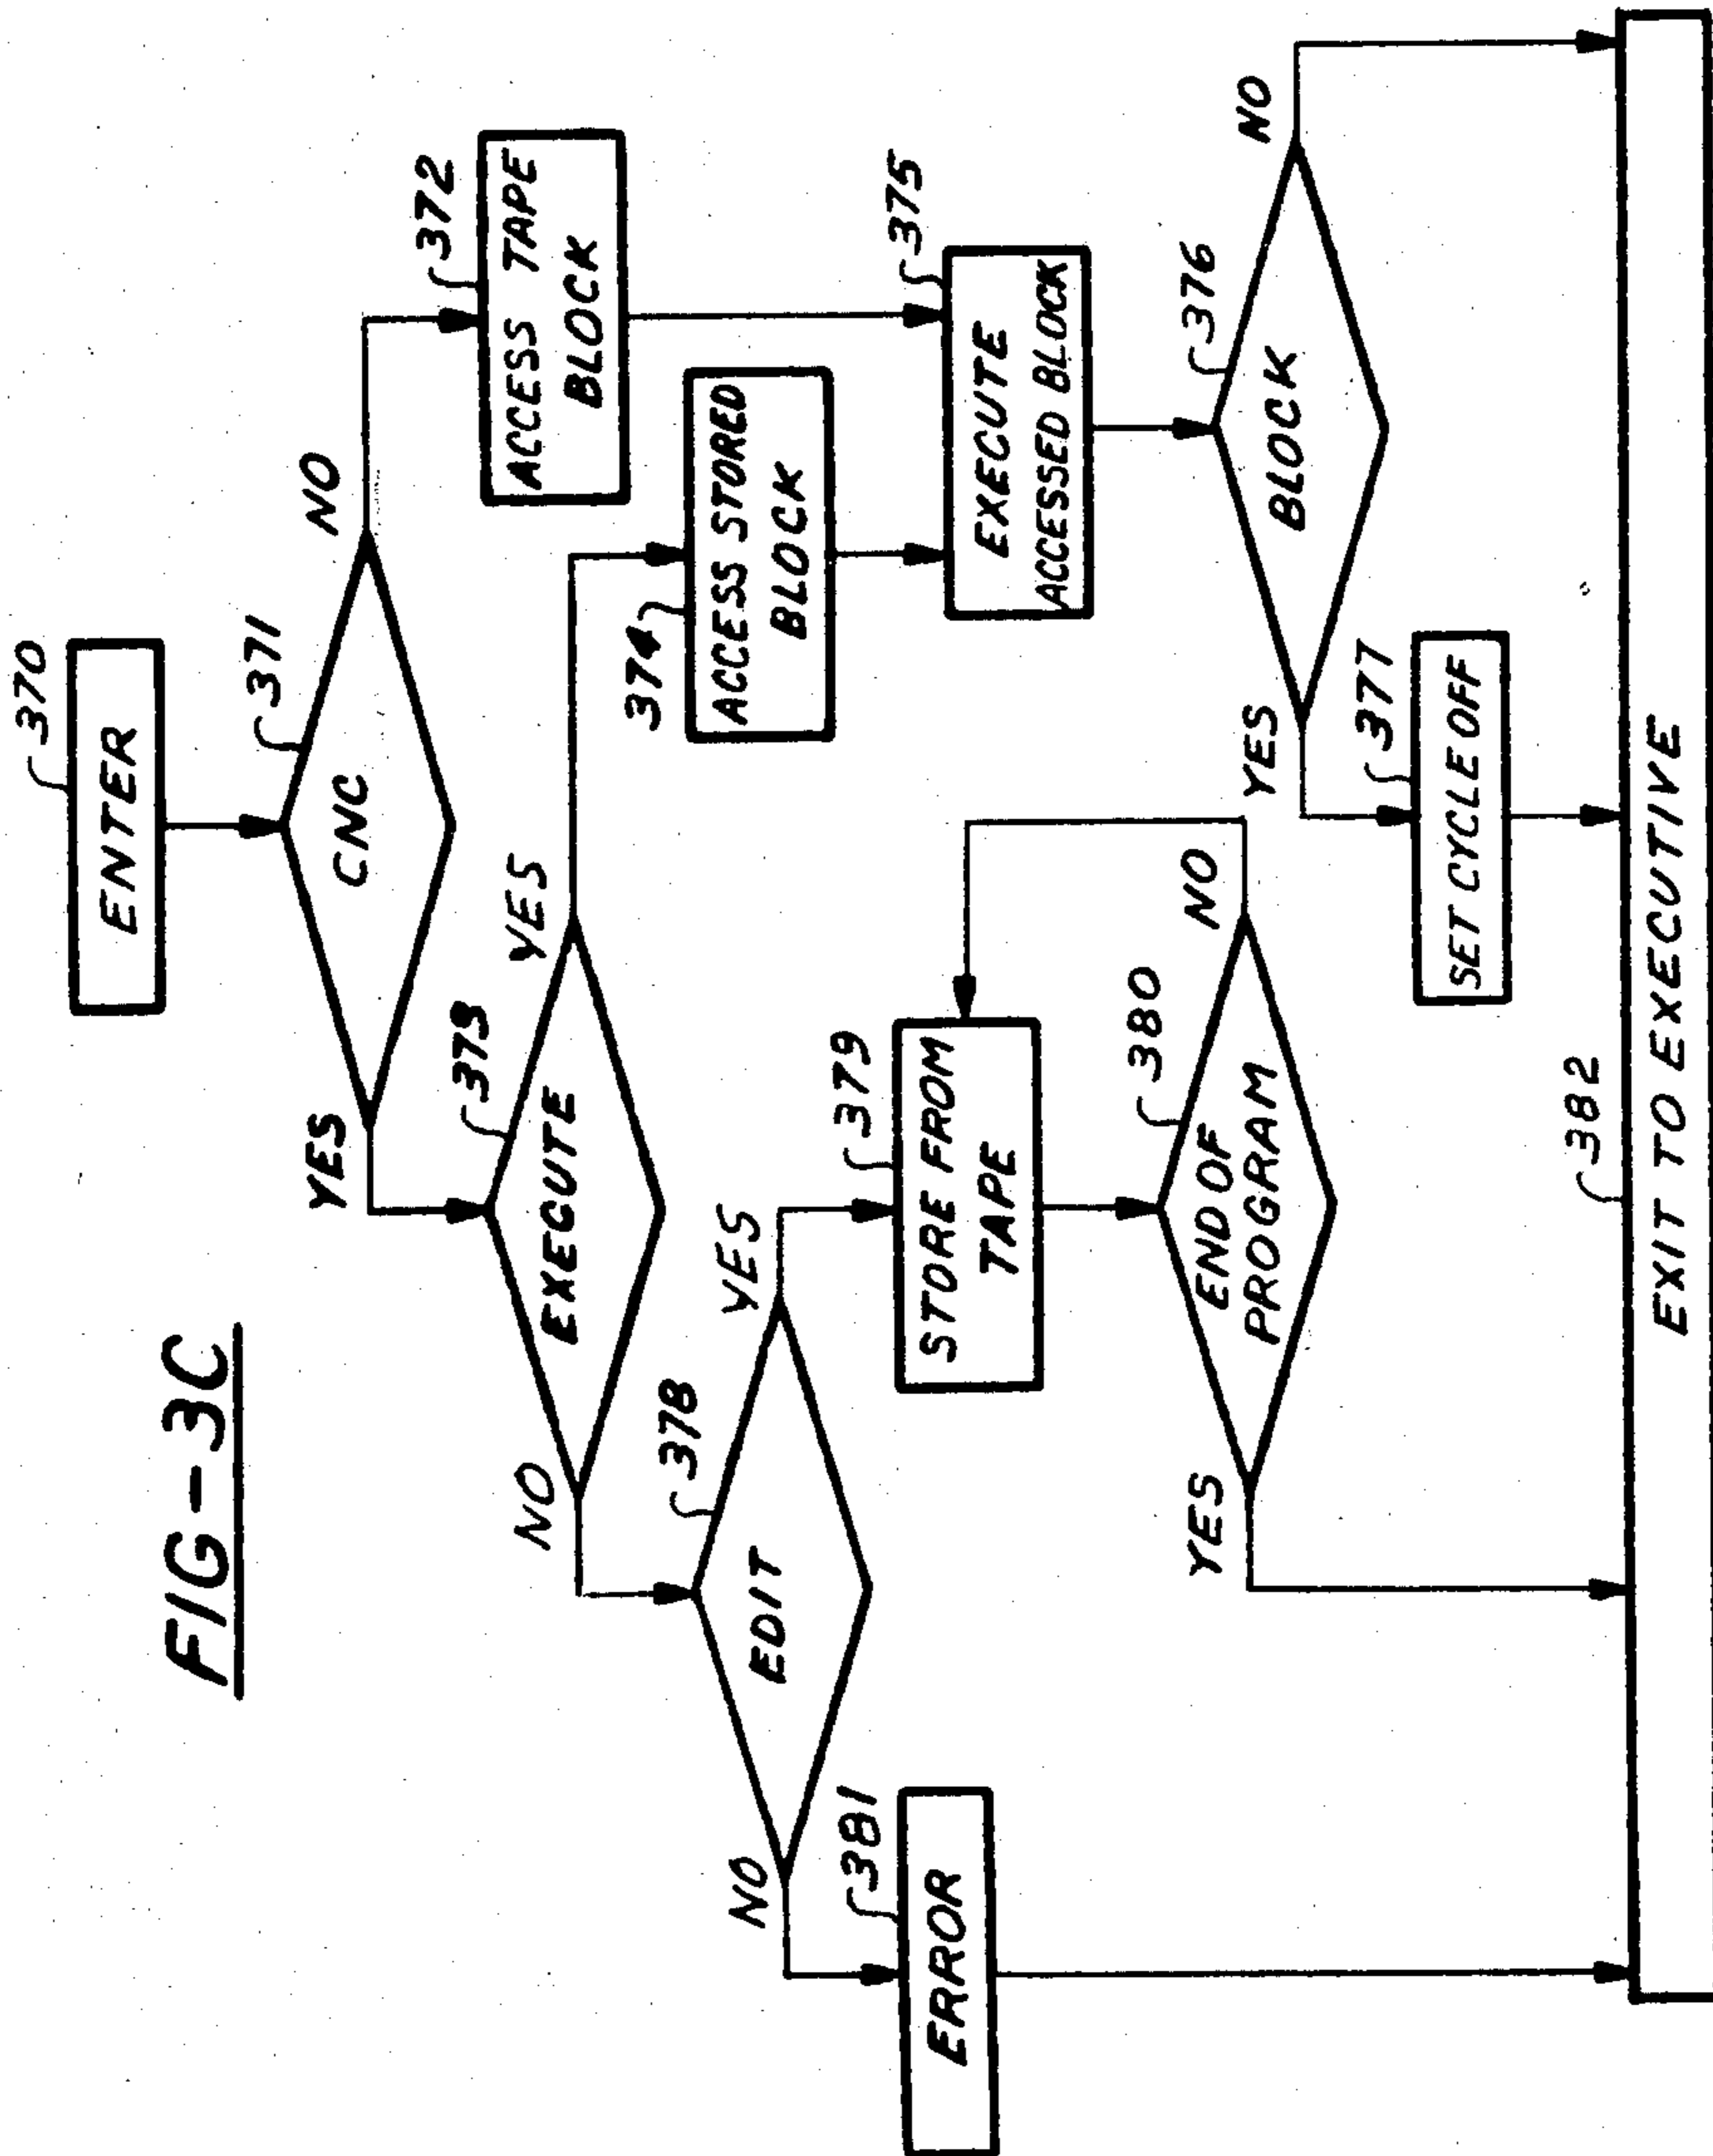 FIG-3C
370
ENTER
371
CNC
YES
NO
372
ACCESS TAPE
BLOCK
373
EXECUTE
NO
YES
374
ACCESS STORED
BLOCK
378
EDIT
NO
YES
381
ERROR
379
STORE FROM
TAPE
375
EXECUTE
ACCESSED BLOCK
380
END OF
PROGRAM
YES
NO
376
BLOCK
YES
NO
377
SET CYCLE OFF
382
EXIT TO EXECUTIVE